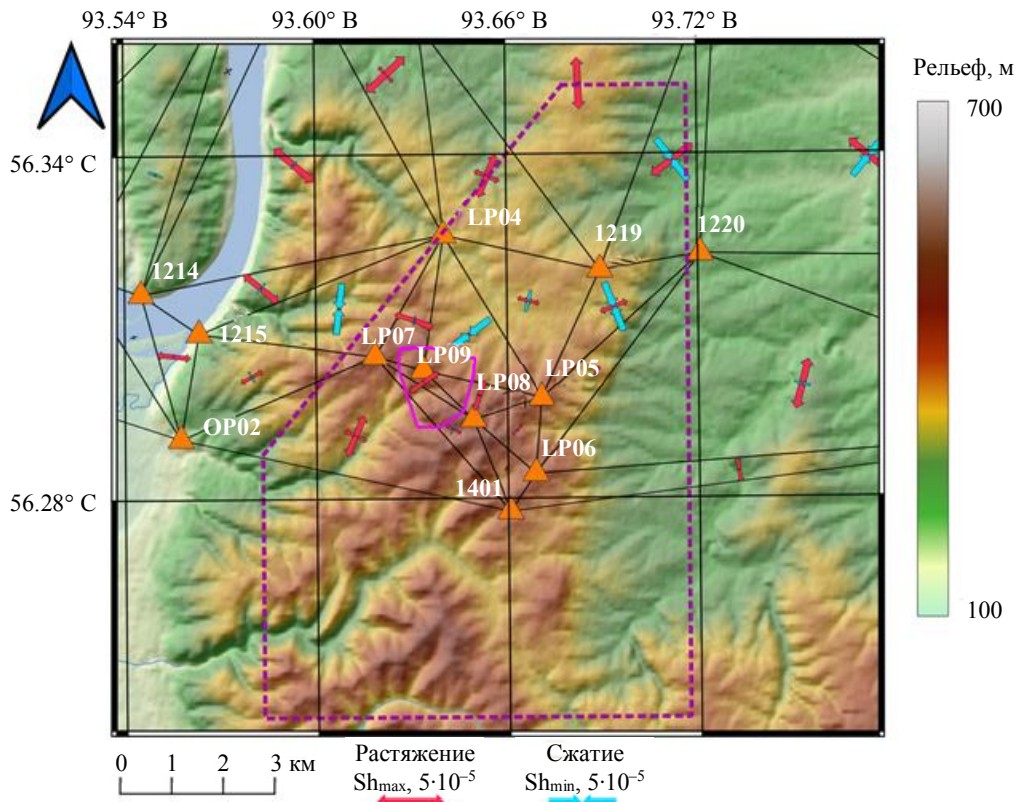 93.54° В 93.60° В 93.66° В 93.72° В
Рельеф, м
700
56.34° С
LP04
1219
1220
1214
1215
LP07
LP09
LP05
LP08
OP02
LP06
1401
56.28° С
100
0 1 2 3 км
Растяжение
Shmax, 5·10⁻⁵
Сжатие
Shmin, 5·10⁻⁵